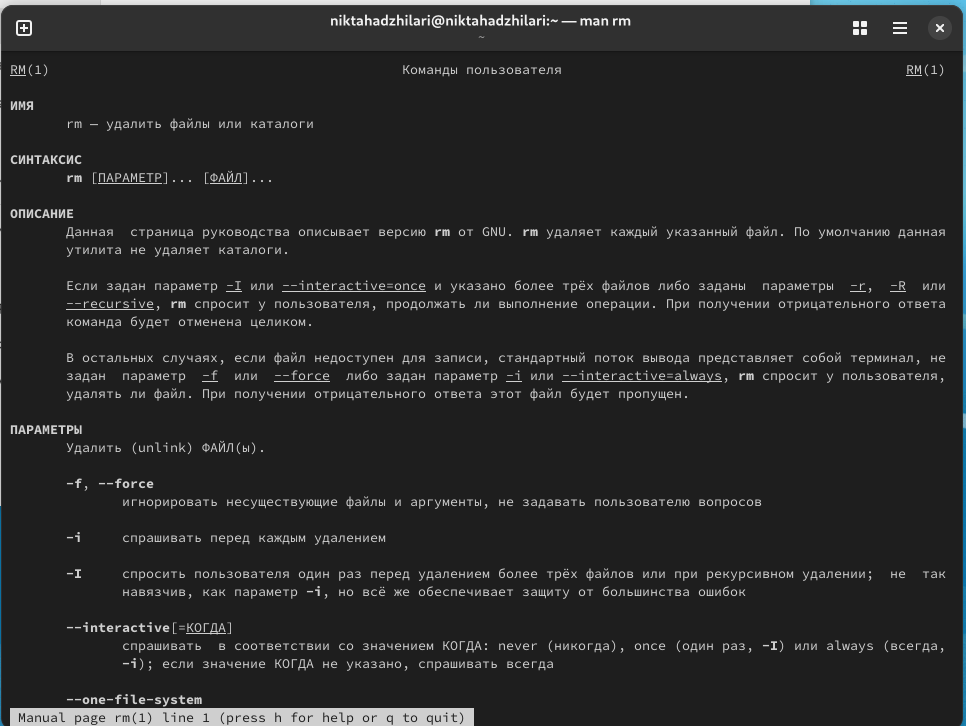 niktahadzhilari@niktahadzhilari:~ — man rm
~
RM(1) Команды пользователя RM(1)
ИМЯ
rm — удалить файлы или каталоги
СИНТАКСИС
rm [ПАРАМЕТР]... [ФАЙЛ]...
ОПИСАНИЕ
Данная страница руководства описывает версию rm от GNU. rm удаляет каждый указанный файл. По умолчанию данная
утилита не удаляет каталоги.
Если задан параметр -I или --interactive=once и указано более трёх файлов либо заданы параметры -r, -R или
--recursive, rm спросит у пользователя, продолжать ли выполнение операции. При получении отрицательного ответа
команда будет отменена целиком.
В остальных случаях, если файл недоступен для записи, стандартный поток вывода представляет собой терминал, не
задан параметр -f или --force либо задан параметр -i или --interactive=always, rm спросит у пользователя,
удалять ли файл. При получении отрицательного ответа этот файл будет пропущен.
ПАРАМЕТРЫ
Удалить (unlink) ФАЙЛ(ы).
-f, --force
игнорировать несуществующие файлы и аргументы, не задавать пользователю вопросов
-i спрашивать перед каждым удалением
-I спросить пользователя один раз перед удалением более трёх файлов или при рекурсивном удалении; не так
навязчив, как параметр -i, но всё же обеспечивает защиту от большинства ошибок
--interactive[=КОГДА]
спрашивать в соответствии со значением КОГДА: never (никогда), once (один раз, -I) или always (всегда,
-i); если значение КОГДА не указано, спрашивать всегда
--one-file-system
Manual page rm(1) line 1 (press h for help or q to quit)